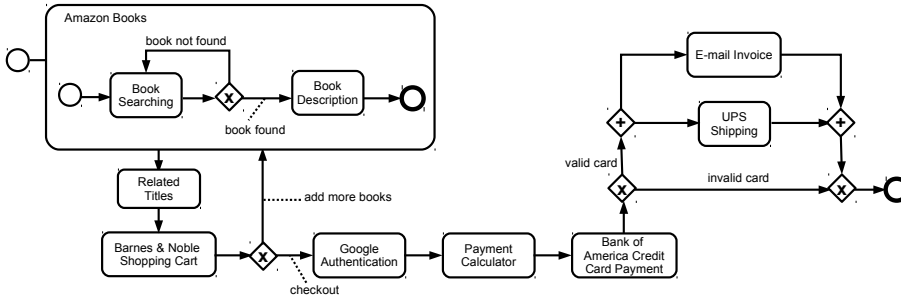 Amazon Books
book not found
Book
Searching
x
book found
Book
Description
E-mail Invoice
+
UPS
Shipping
+
valid card
x
invalid card
x
Related
Titles
add more books
Barnes & Noble
Shopping Cart
x
checkout
Google
Authentication
Payment
Calculator
Bank of
America Credit
Card Payment